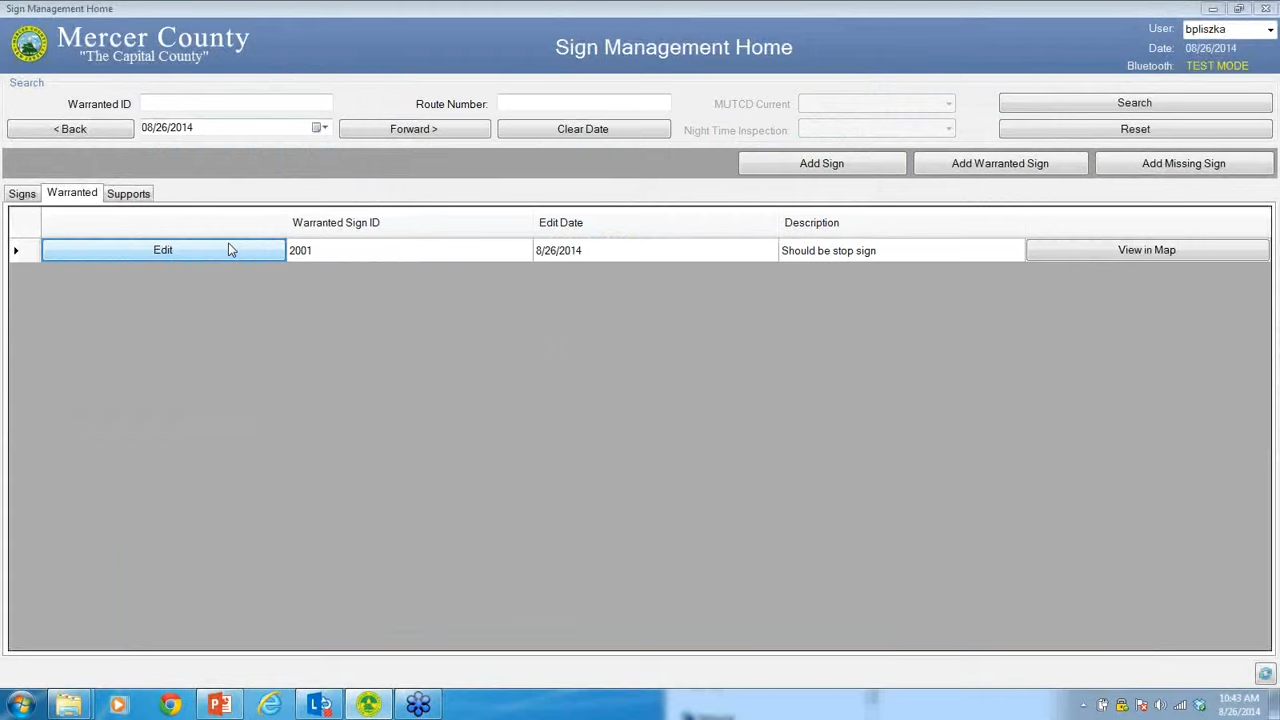 Sign Management Home
Mercer County
"The Capital County"
Sign Management Home
User: bpliszka
Date: 08/26/2014
Bluetooth: TEST MODE
Search
Warranted ID Route Number: MUTCD Current Search
< Back 08/26/2014 Forward > Clear Date Night Time Inspection: Reset
Add Sign Add Warranted Sign Add Missing Sign
Signs Warranted Supports
Warranted Sign ID Edit Date Description
Edit 2001 8/26/2014 Should be stop sign View in Map
10:43 AM
8/26/2014